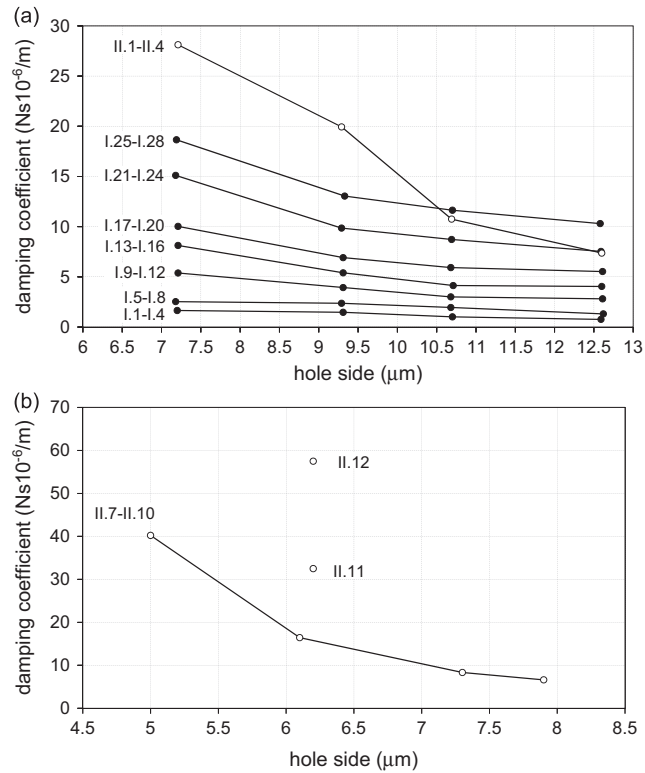 (a)
30
25
20
15
10
5
0
damping coefficient (Ns10⁻⁶/m)
II.1-II.4
I.25-I.28
I.21-I.24
I.17-I.20
I.13-I.16
I.9-I.12
I.5-I.8
I.1-I.4
6 6.5 7 7.5 8 8.5 9 9.5 10 10.5 11 11.5 12 12.5 13
hole side (μm)
(b)
70
60
50
40
30
20
10
0
damping coefficient (Ns10⁻⁶/m)
II.12
II.7-II.10
II.11
4.5 5 5.5 6 6.5 7 7.5 8 8.5
hole side (μm)